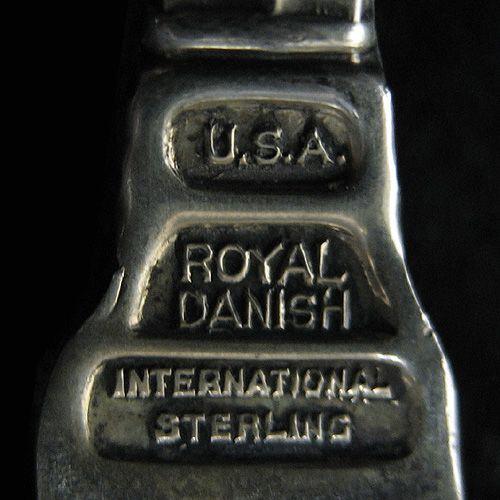 U.S.A.
ROYAL
DANISH
INTERNATIONAL
STERLING